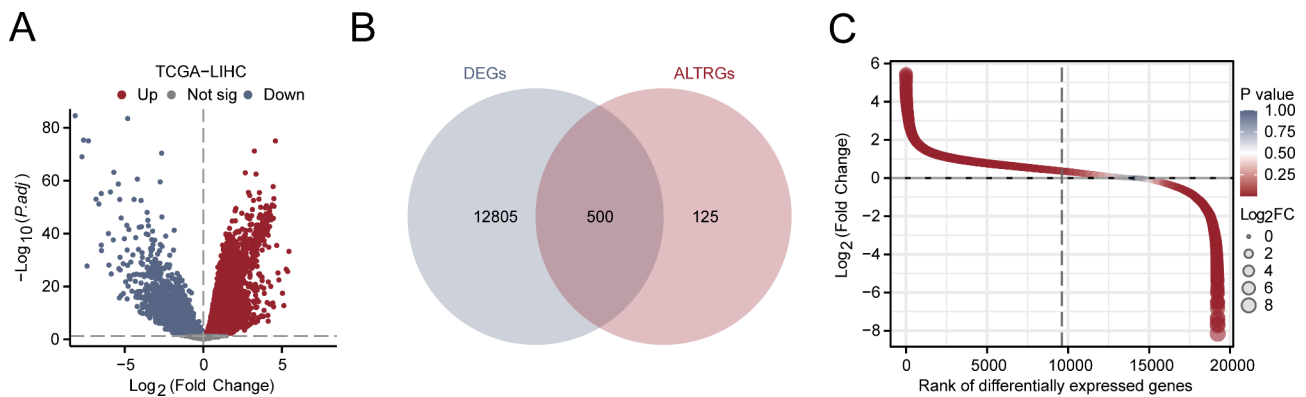 A
TCGA−LIHC
Up Not sig Down
−Log10(P.adj)
80
60
40
20
0
−5 0 5
Log2(Fold Change)
B
DEGs ALTRGs
12805 500 125
C
Log2(Fold Change)
6
4
2
0
−2
−4
−6
−8
0 5000 10000 15000 20000
Rank of differentially expressed genes
P value
1.00
0.75
0.50
0.25
Log2FC
0
2
4
6
8